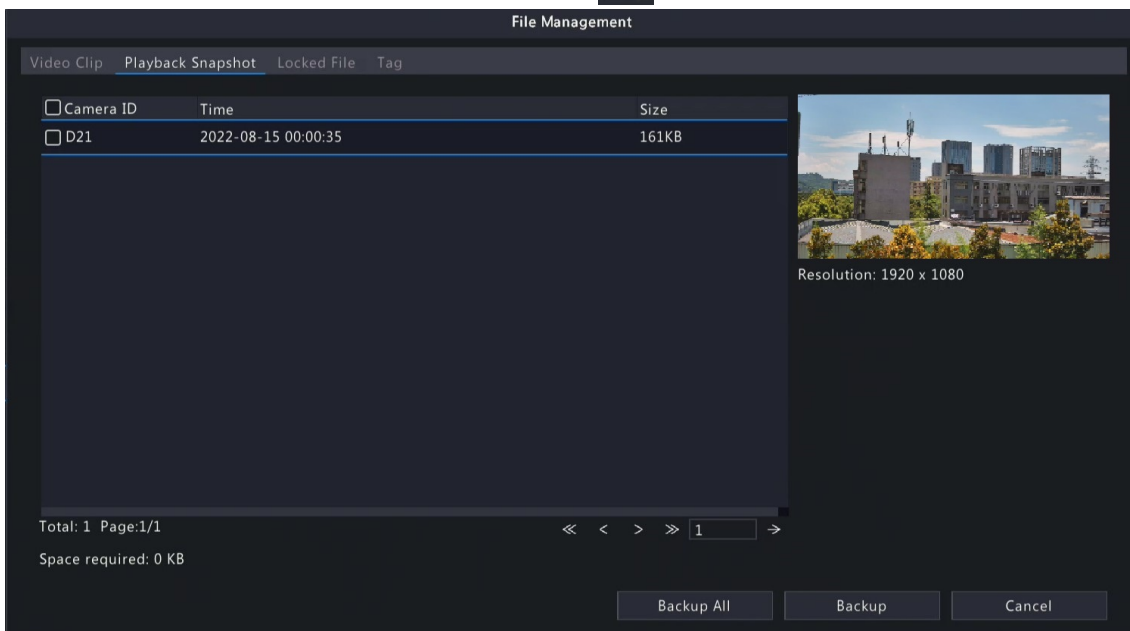 File Management
Video Clip Playback Snapshot Locked File Tag
Camera ID Time Size
D21 2022-08-15 00:00:35 161KB
Resolution: 1920 x 1080
Total: 1 Page:1/1
≪ < > ≫ 1 →
Space required: 0 KB
Backup All Backup Cancel